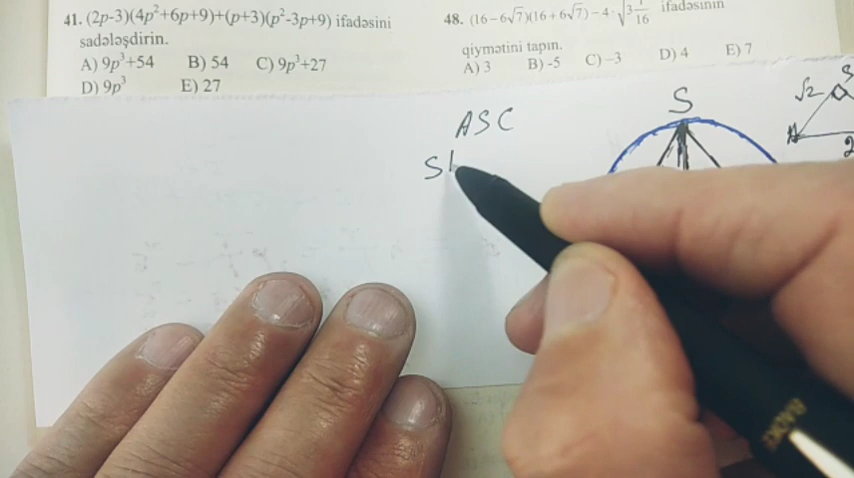 41. (2p-3)(4p²+6p+9)+(p+3)(p²-3p+9) ifadəsini
sadələşdirin.
A) 9p³+54 B) 54 C) 9p³+27
D) 9p³ E) 27
48. (16-6√7)(16+6√7)-4·√3 1/16 ifadəsinin
qiymətini tapın.
A) 3 B) -5 C) -3 D) 4 E) 7
ASC
S
S
√2
A
2
S